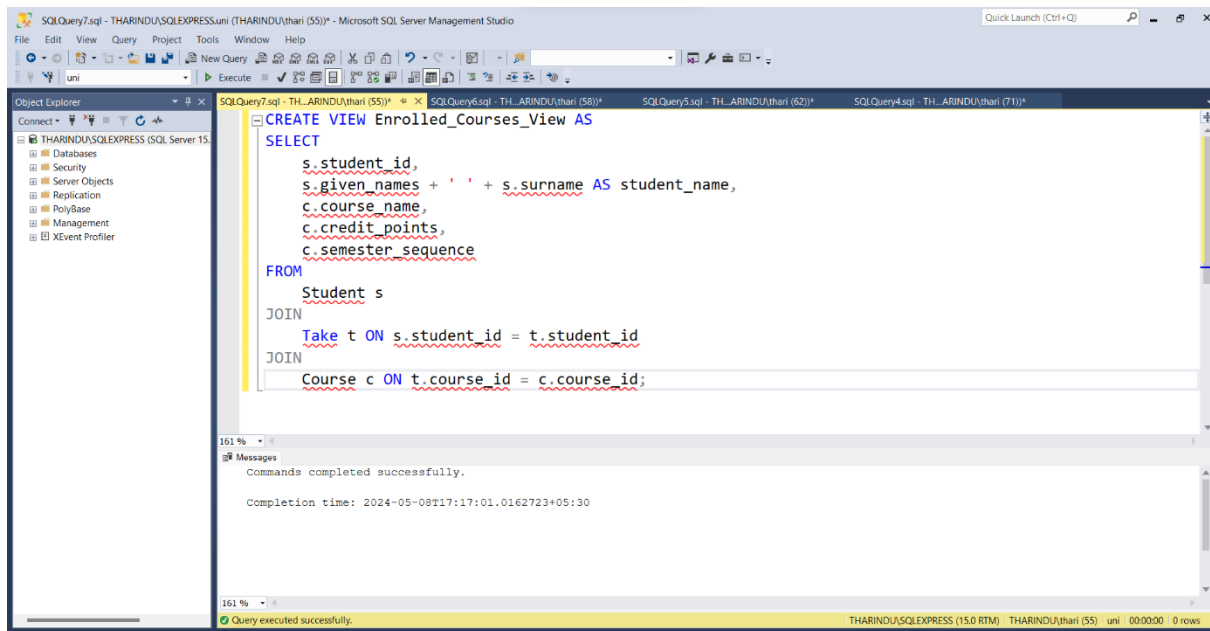 SQLQuery7.sql - THARINDU\SQLEXPRESS.uni (THARINDU\thari (55))* - Microsoft SQL Server Management Studio
Quick Launch (Ctrl+Q)
File Edit View Query Project Tools Window Help
New Query
uni
Execute
Object Explorer
Connect
THARINDU\SQLEXPRESS (SQL Server 15.
Databases
Security
Server Objects
Replication
PolyBase
Management
XEvent Profiler
SQLQuery7.sql - TH...ARINDU\thari (55))* SQLQuery6.sql - TH...ARINDU\thari (58))* SQLQuery5.sql - TH...ARINDU\thari (62))* SQLQuery4.sql - TH...ARINDU\thari (71))*
CREATE VIEW Enrolled_Courses_View AS
SELECT
s.student_id,
s.given_names + ' ' + s.surname AS student_name,
c.course_name,
c.credit_points,
c.semester_sequence
FROM
Student s
JOIN
Take t ON s.student_id = t.student_id
JOIN
Course c ON t.course_id = c.course_id;
161 %
Messages
Commands completed successfully.
Completion time: 2024-05-08T17:17:01.0162723+05:30
161 %
Query executed successfully.
THARINDU\SQLEXPRESS (15.0 RTM) THARINDU\thari (55) uni 00:00:00 0 rows